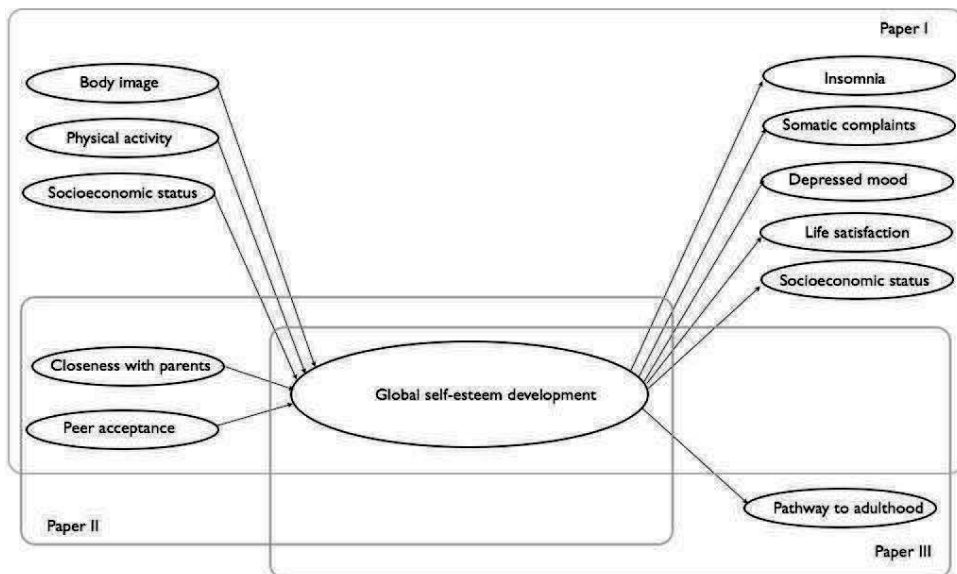 Paper I
Body image
Physical activity
Socioeconomic status
Insomnia
Somatic complaints
Depressed mood
Life satisfaction
Socioeconomic status
Closeness with parents
Peer acceptance
Global self-esteem development
Pathway to adulthood
Paper II
Paper III